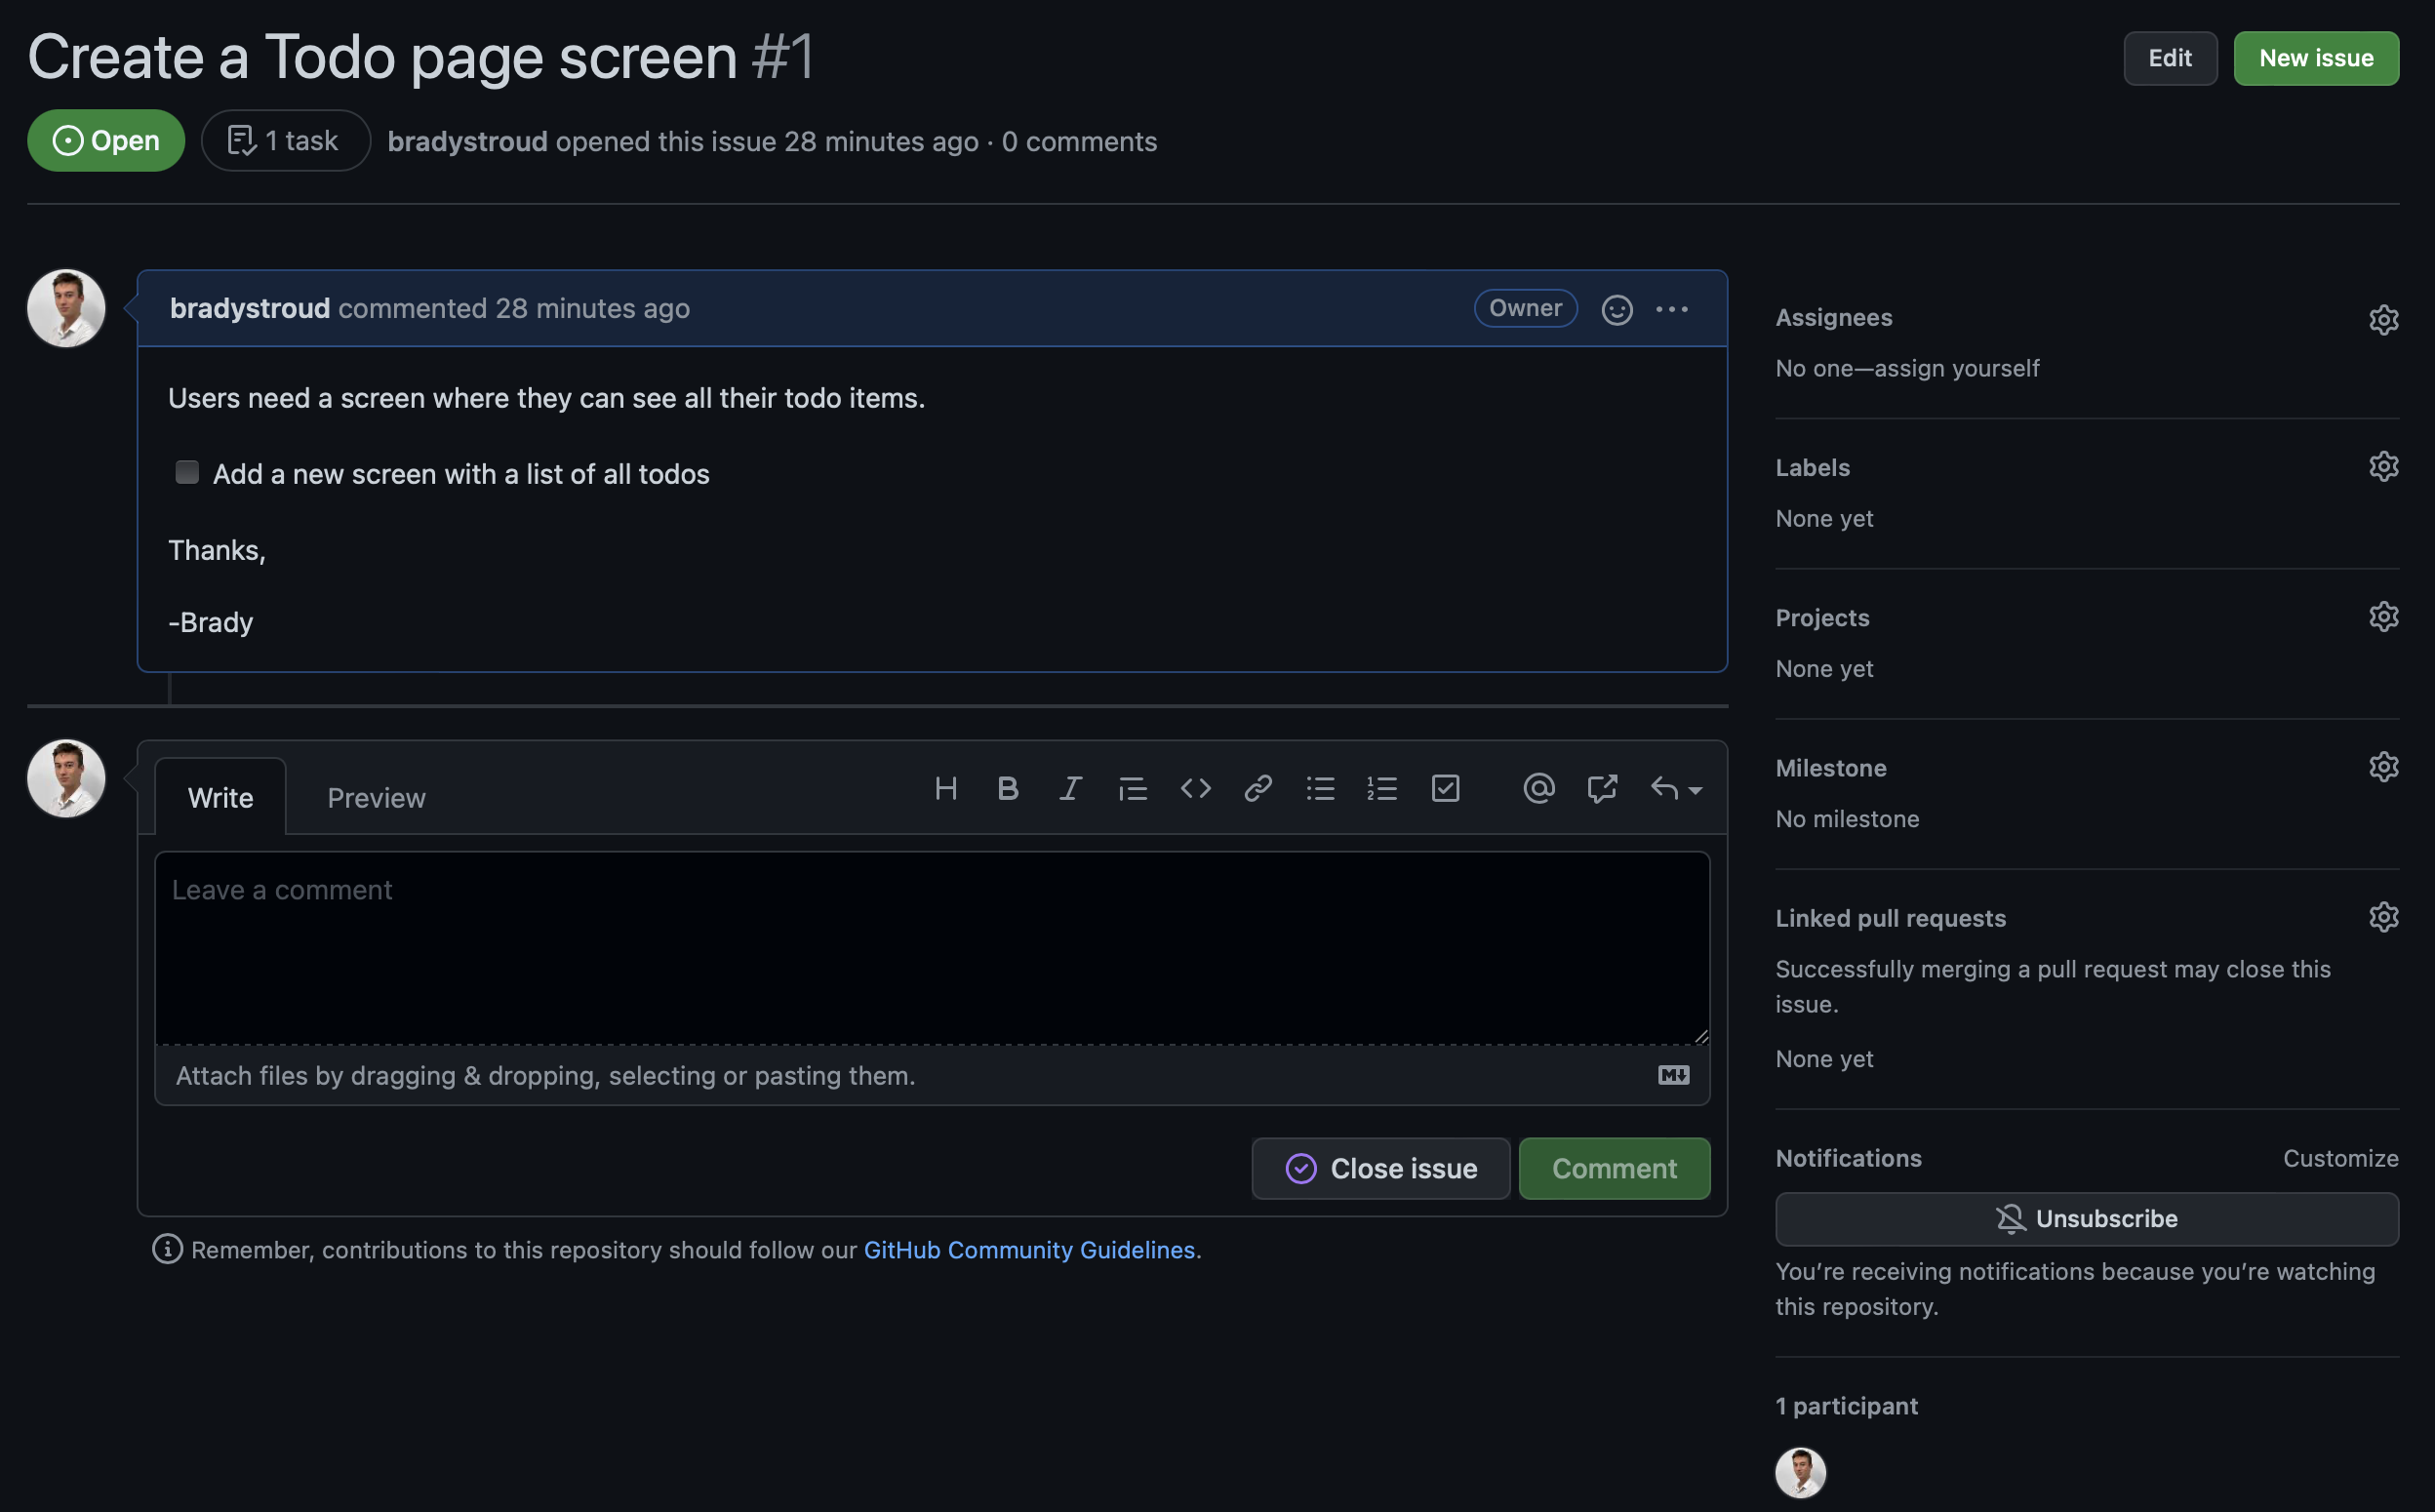 Create a Todo page screen #1
Edit
New issue
Open
1 task
bradystroud opened this issue 28 minutes ago · 0 comments
bradystroud commented 28 minutes ago
Owner
Users need a screen where they can see all their todo items.
Add a new screen with a list of all todos
Thanks,
-Brady
Write
Preview
Leave a comment
Attach files by dragging & dropping, selecting or pasting them.
Close issue
Comment
Remember, contributions to this repository should follow our GitHub Community Guidelines.
Assignees
No one—assign yourself
Labels
None yet
Projects
None yet
Milestone
No milestone
Linked pull requests
Successfully merging a pull request may close this
issue.
None yet
Notifications
Customize
Unsubscribe
You’re receiving notifications because you’re watching
this repository.
1 participant